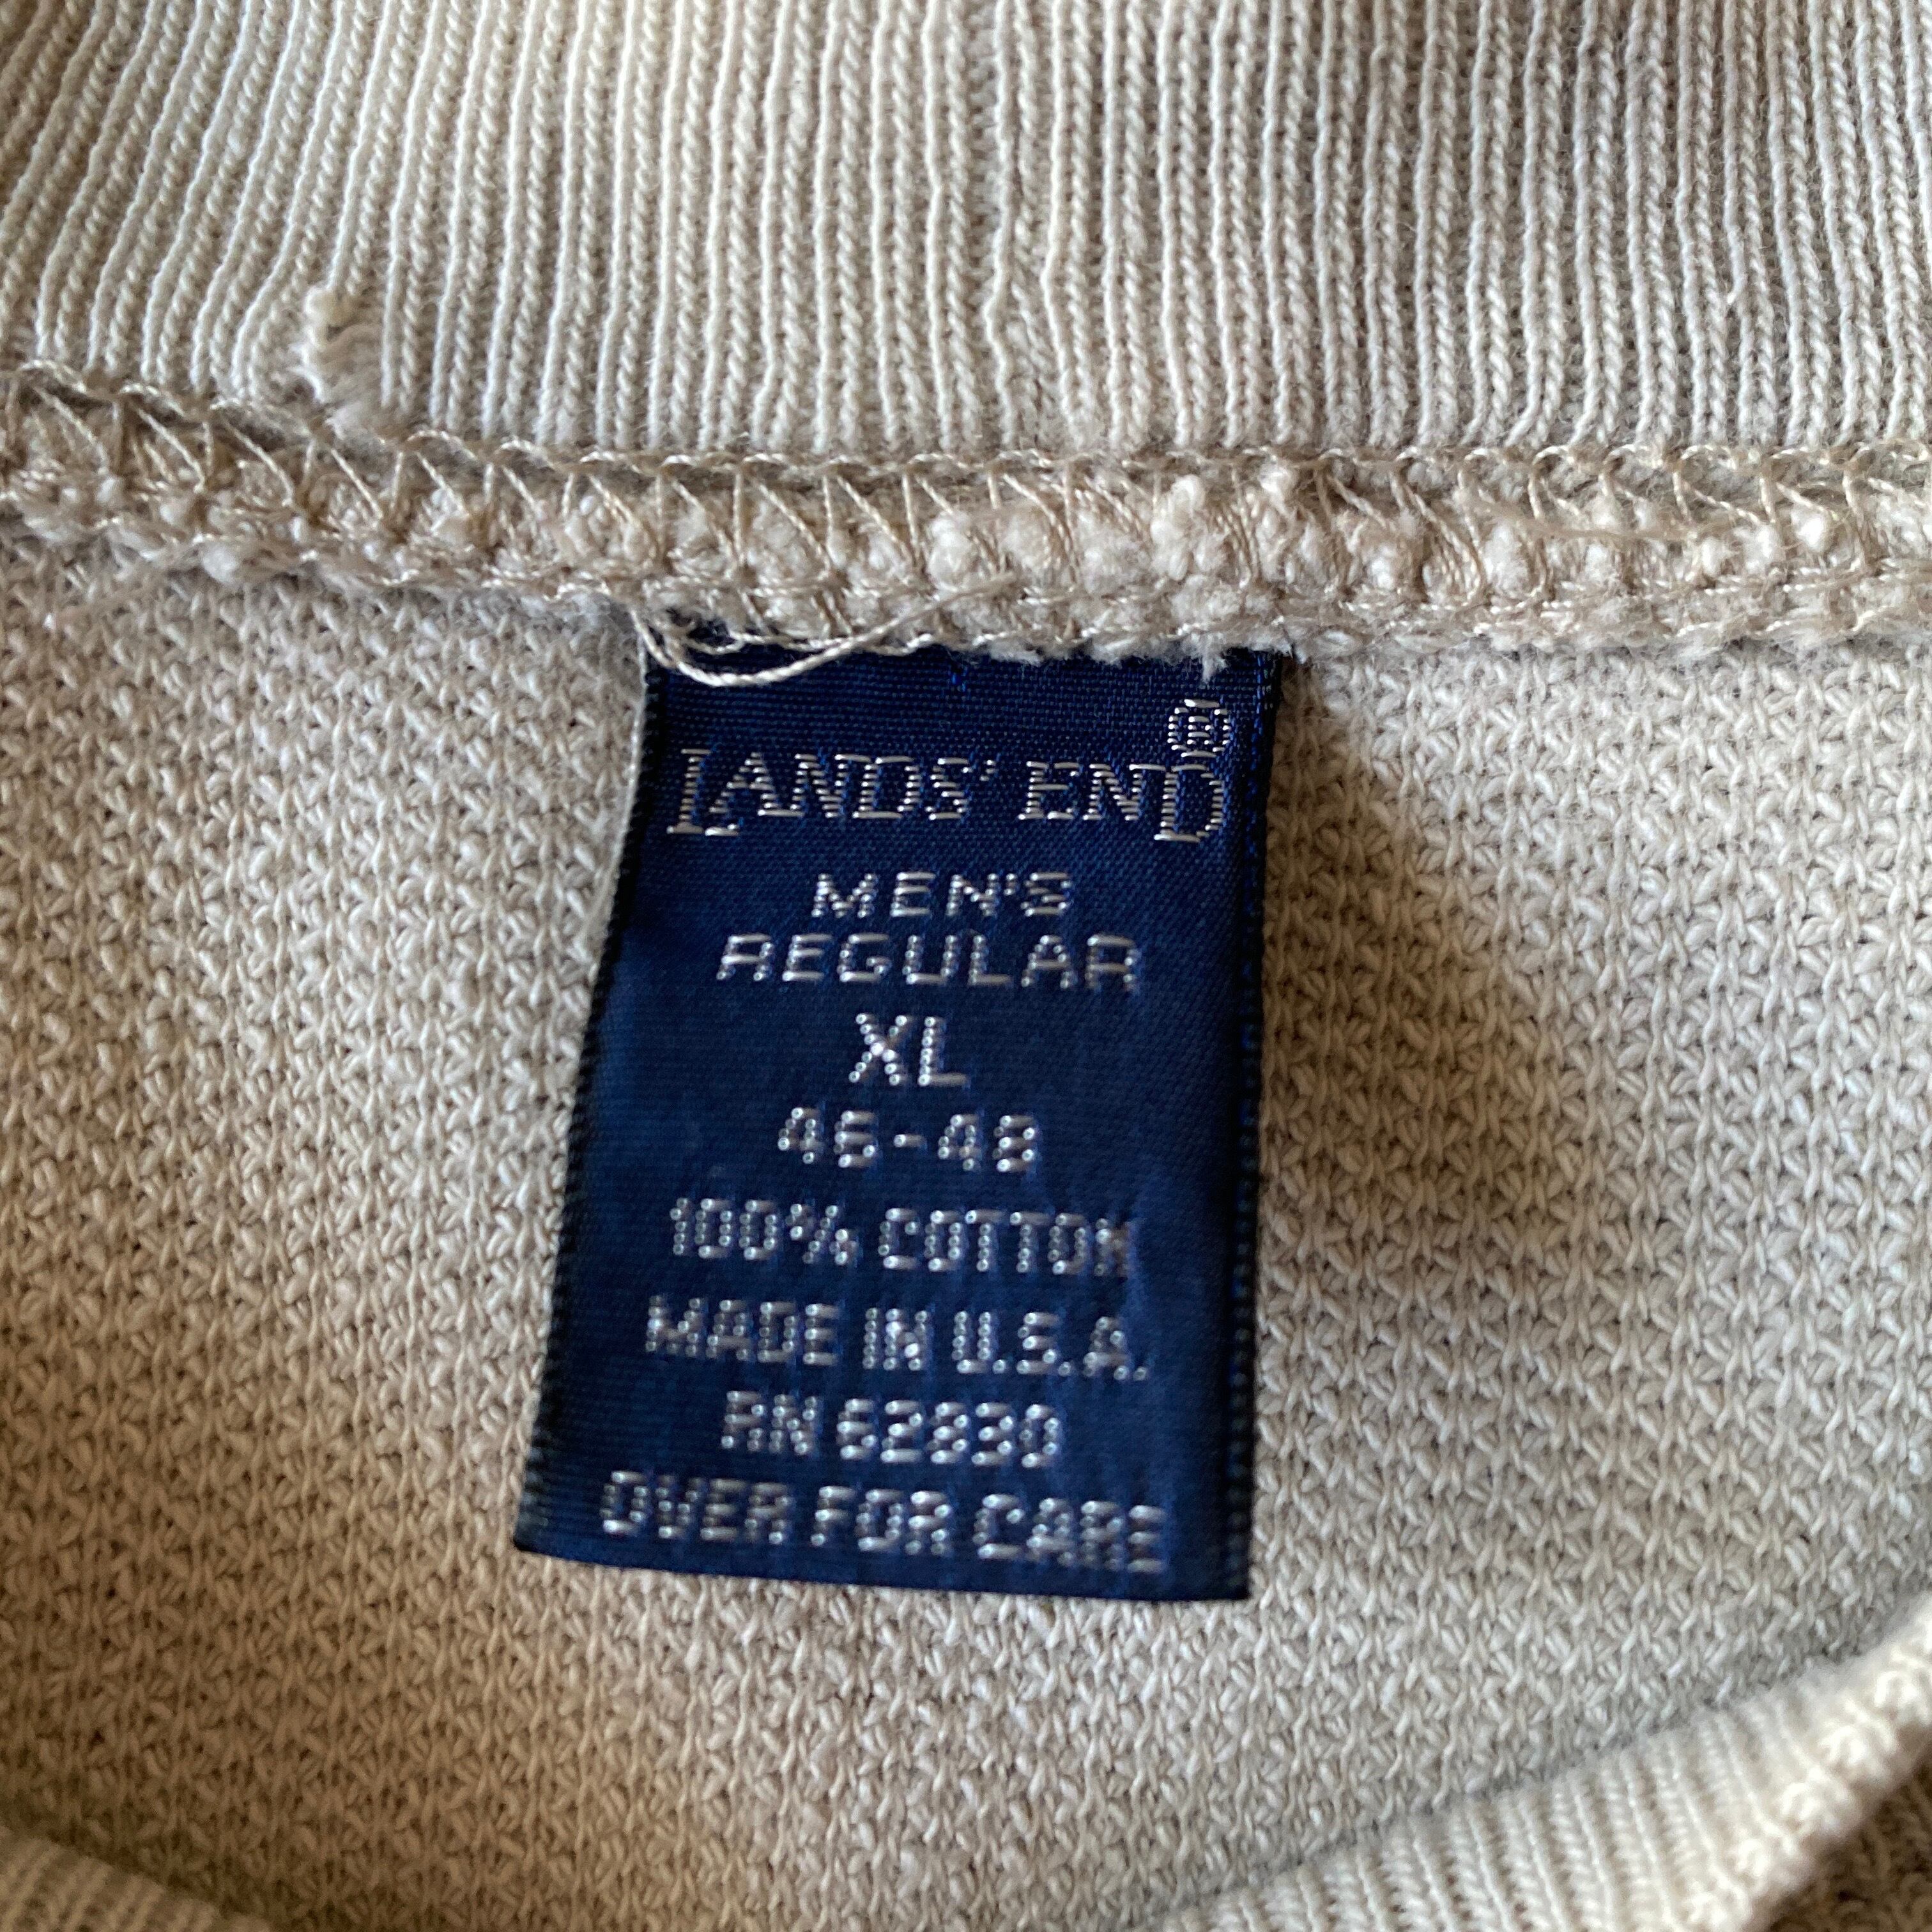 LANDS' END®
MEN'S
REGULAR
XL
46-48
100% COTTON
MADE IN U.S.A.
RN 62830
OVER FOR CARE